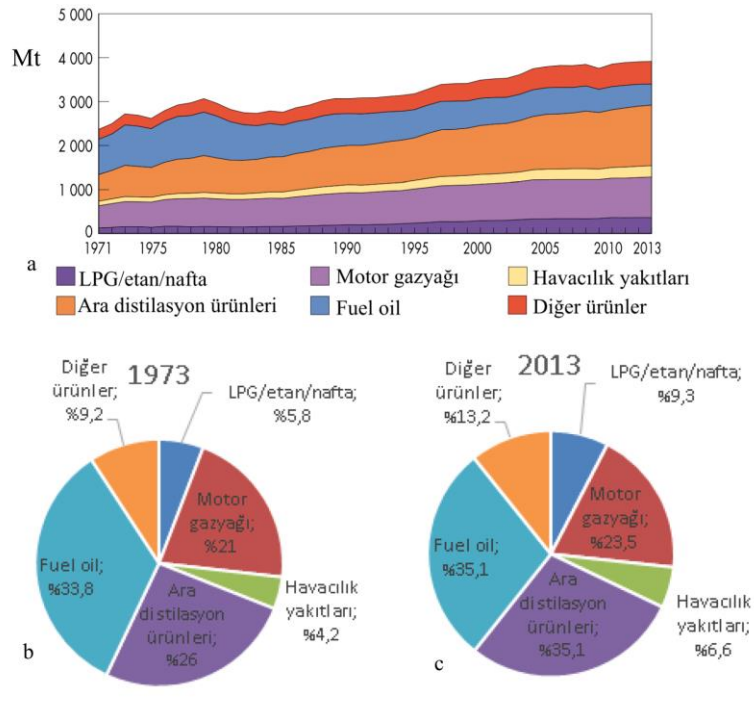 5 000
Mt
4 000
3 000
2 000
1 000
0
1971 1975 1980 1985 1990 1995 2000 2005 2010 2013
a
LPG/etan/nafta Motor gazyağı Havacılık yakıtları
Ara distilasyon ürünleri Fuel oil Diğer ürünler
1973
Diğer
ürünler;
%9,2
LPG/etan/nafta;
%5,8
Motor
gazyağı;
%21
Fuel oil;
%33,8
Ara
distilasyon
ürünleri;
%26
Havacılık
yakıtları;
%4,2
b
2013
Diğer
ürünler;
%13,2
LPG/etan/nafta;
%9,3
Motor
gazyağı;
%23,5
Fuel oil;
%35,1
Ara
distilasyon
ürünleri;
%35,1
Havacılık
yakıtları;
%6,6
c